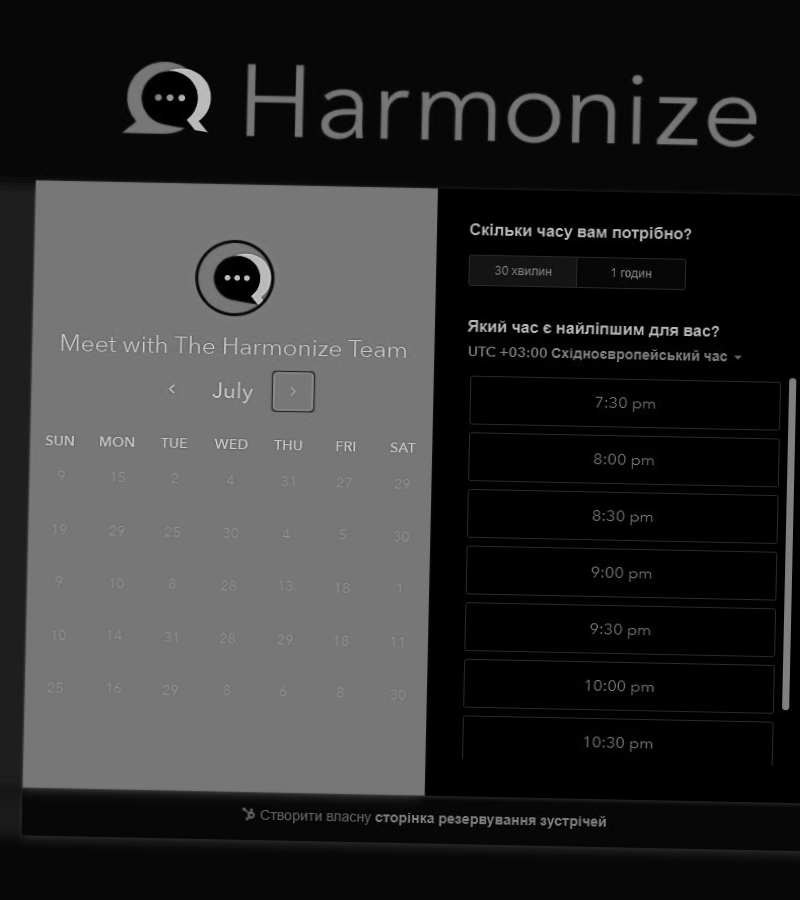 Harmonize
Meet with The Harmonize Team
July
SUN MON TUE WED THU FRI SAT
9 15 2 4 31 27 29
19 29 25 30 4 5 30
9 10 8 28 13 18 1
10 14 31 28 29 18 11
25 16 29 8 6 8 30
Скільки часу вам потрібно?
30 хвилин 1 годин
Який час є найліпшим для вас?
UTC +03:00 Східноєвропейський час
7:30 pm
8:00 pm
8:30 pm
9:00 pm
9:30 pm
10:00 pm
10:30 pm
Створити власну сторінка резервування зустрічей